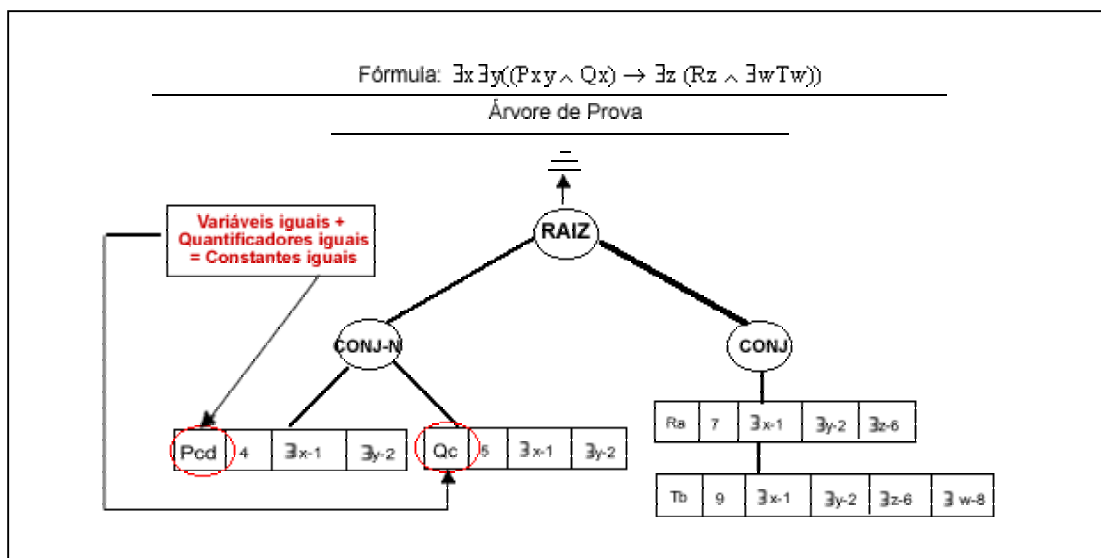 Fórmula: ∃x∃y((Pxy ∧ Qx) → ∃z (Rz ∧ ∃wTw))
Árvore de Prova
Variáveis iguais +
Quantificadores iguais
= Constantes iguais
RAIZ
CONJ-N
CONJ
Pcd 4 ∃x-1 ∃y-2
Qc 5 ∃x-1 ∃y-2
Ra 7 ∃x-1 ∃y-2 ∃z-6
Tb 9 ∃x-1 ∃y-2 ∃z-6 ∃w-8